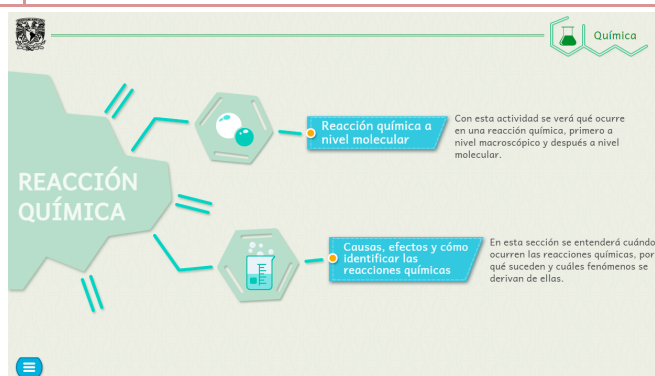 Química
REACCIÓN
QUÍMICA
Reacción química a
nivel molecular
Con esta actividad se verá qué ocurre
en una reacción química, primero a
nivel macroscópico y después a nivel
molecular.
Causas, efectos y cómo
identificar las
reacciones químicas
En esta sección se entenderá cuándo
ocurren las reacciones químicas, por
qué suceden y cuáles fenómenos se
derivan de ellas.